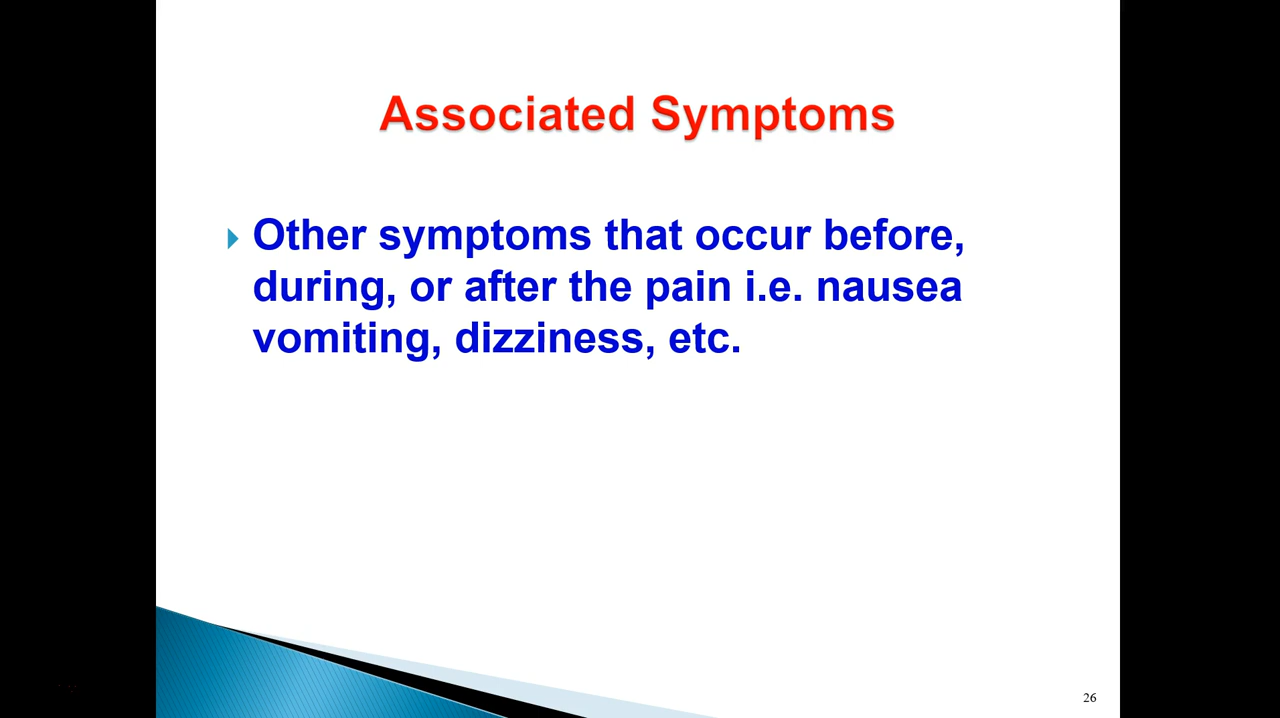 Associated Symptoms
Other symptoms that occur before,
during, or after the pain i.e. nausea
vomiting, dizziness, etc.
26